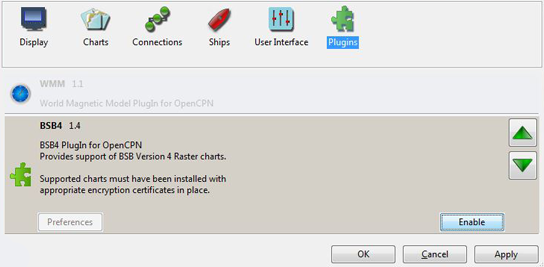 Display Charts Connections Ships User Interface Plugins
WMM 1.1
World Magnetic Model PlugIn for OpenCPN
BSB4 1.4
BSB4 PlugIn for OpenCPN
Provides support of BSB Version 4 Raster charts.
Supported charts must have been installed with
appropriate encryption certificates in place.
Preferences Enable
OK Cancel Apply